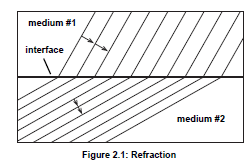 medium #1
interface
medium #2
Figure 2.1: Refraction